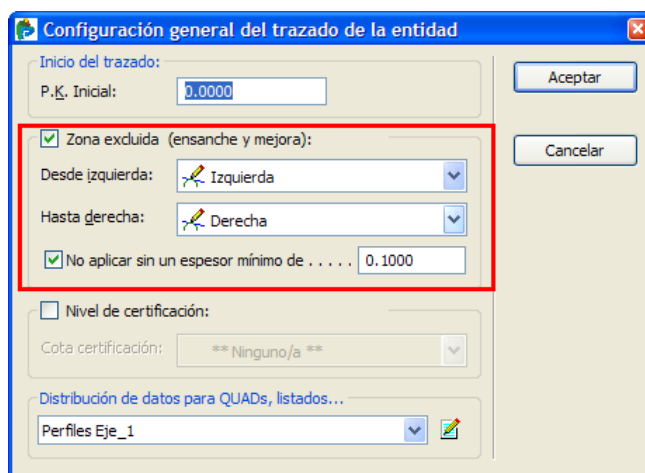 Configuración general del trazado de la entidad
Inicio del trazado:
P.K. Inicial:
0.0000
Aceptar
Zona excluida (ensanche y mejora):
Cancelar
Desde izquierda:
Izquierda
Hasta derecha:
Derecha
No aplicar sin un espesor mínimo de . . . . .
0.1000
Nivel de certificación:
Cota certificación:
** Ninguno/a **
Distribución de datos para QUADs, listados...
Perfiles Eje_1